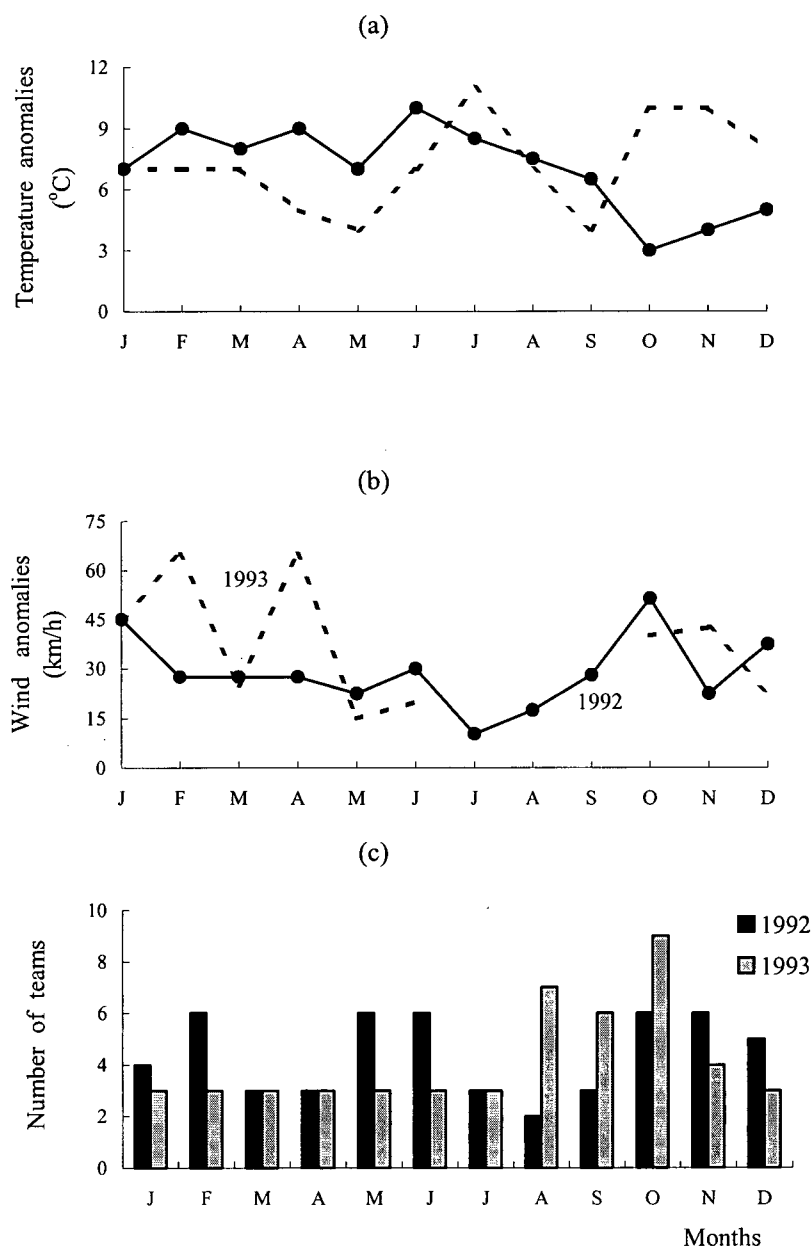 (a)
Temperature anomalies
(°C)
12
9
6
3
0
J F M A M J J A S O N D
(b)
Wind anomalies
(km/h)
75
60
45
30
15
0
1993
1992
J F M A M J J A S O N D
(c)
Number of teams
10
8
6
4
2
0
1992
1993
J F M A M J J A S O N D
Months